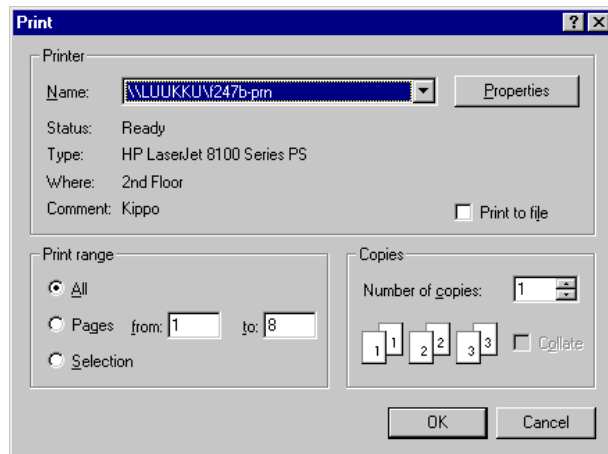 Print
Printer
Name: \\LUUKKU\f247b-prn Properties
Status: Ready
Type: HP LaserJet 8100 Series PS
Where: 2nd Floor
Comment: Kippo
Print to file
Print range
All
Pages from: 1 to: 8
Selection
Copies
Number of copies: 1
1 1 2 2 3 3 Collate
OK Cancel